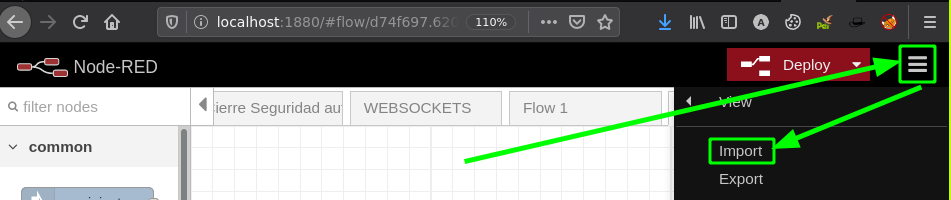 localhost:1880/#flow/d74f697.62
110%
Node-RED
Deploy
filter nodes
ierre Seguridad aut
WEBSOCKETS
Flow 1
View
common
Import
Export